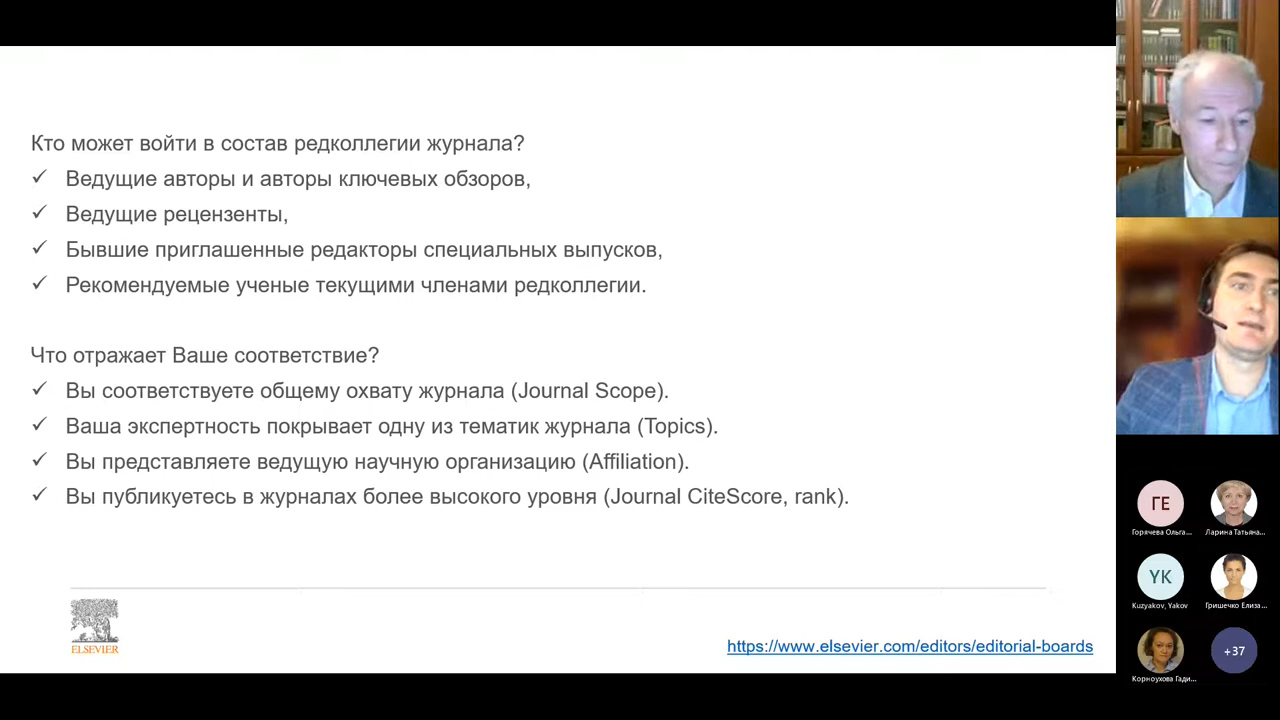 Кто может войти в состав редколлегии журнала?
✓ Ведущие авторы и авторы ключевых обзоров,
✓ Ведущие рецензенты,
✓ Бывшие приглашенные редакторы специальных выпусков,
✓ Рекомендуемые ученые текущими членами редколлегии.
Что отражает Ваше соответствие?
✓ Вы соответствуете общему охвату журнала (Journal Scope).
✓ Ваша экспертность покрывает одну из тематик журнала (Topics).
✓ Вы представляете ведущую научную организацию (Affiliation).
✓ Вы публикуетесь в журналах более высокого уровня (Journal CiteScore, rank).
ELSEVIER
https://www.elsevier.com/editors/editorial-boards
ГЕ
Горячева Ольга...
Ларина Татьяна...
YK
Kuzyakov, Yakov
Гришечко Елиза...
Корноухова Гади...
+37